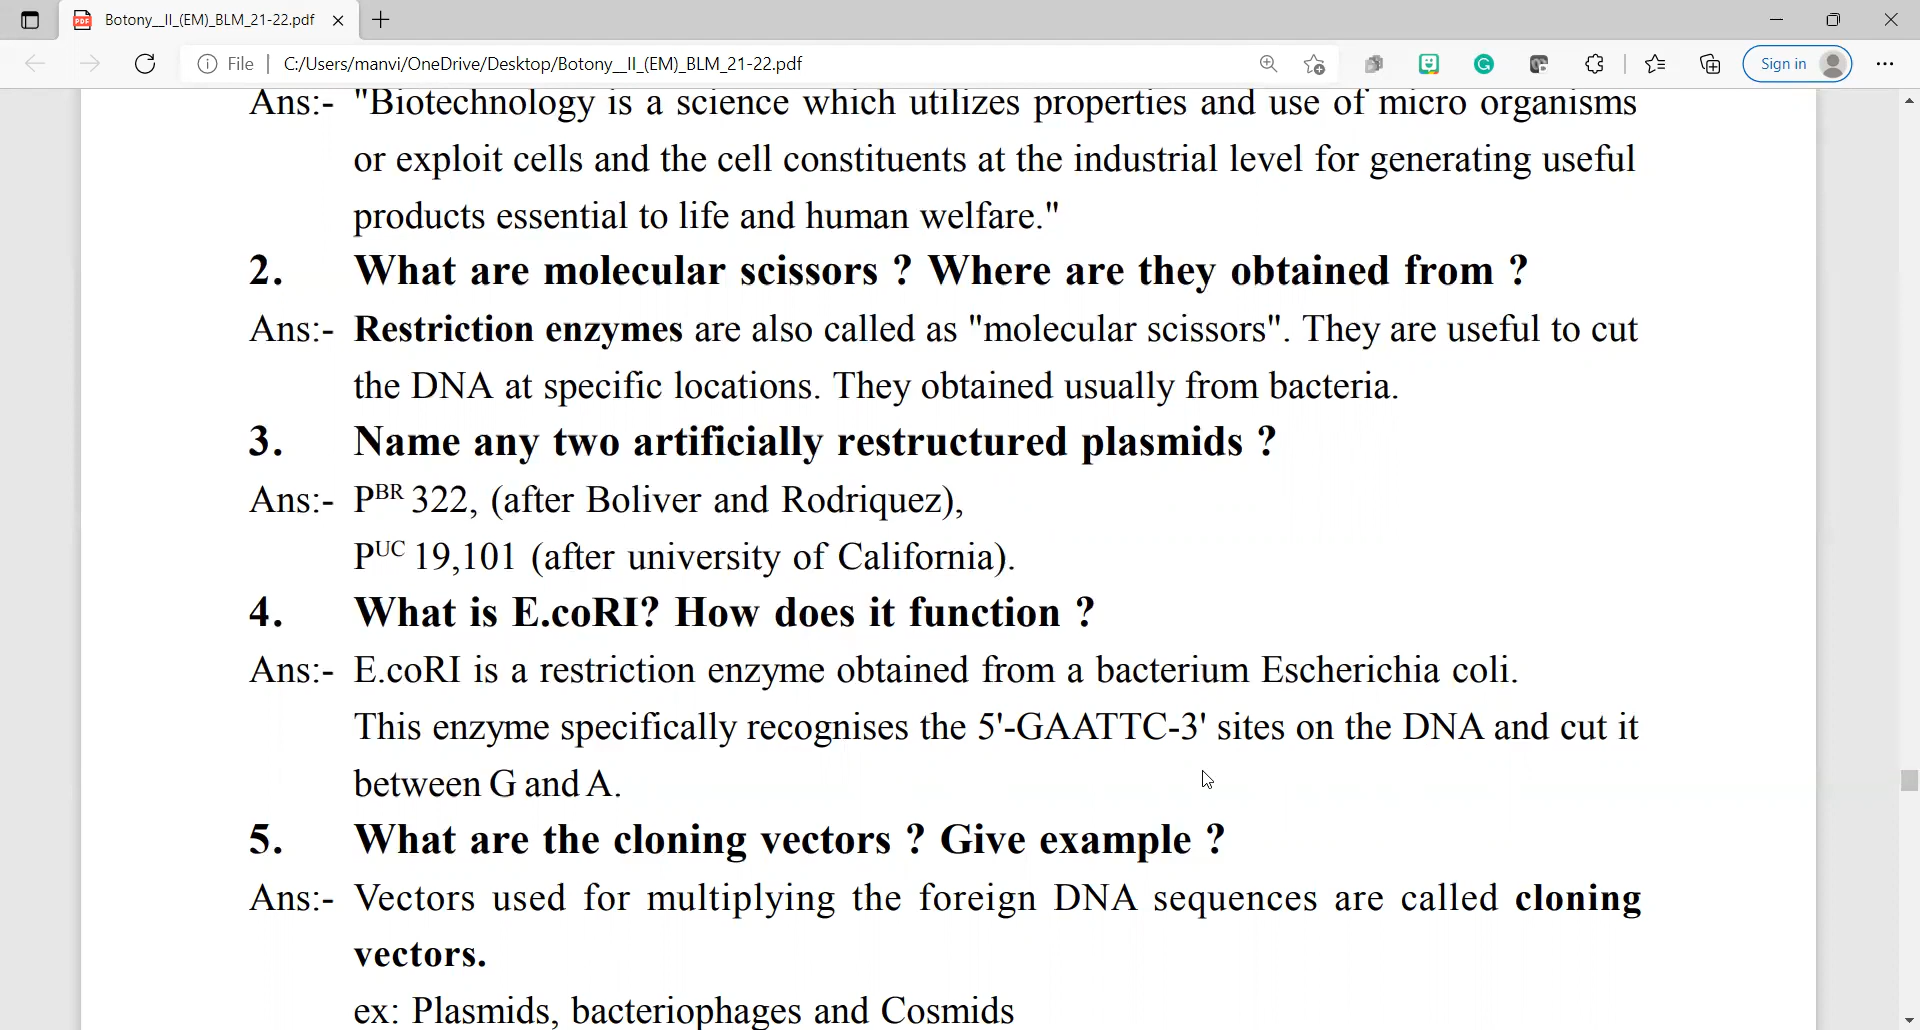 Botony__II_(EM)_BLM_21-22.pdf
File | C:/Users/manvi/OneDrive/Desktop/Botony__II_(EM)_BLM_21-22.pdf
Sign in
Ans:- "Biotechnology is a science which utilizes properties and use of micro organisms
or exploit cells and the cell constituents at the industrial level for generating useful
products essential to life and human welfare."
2. What are molecular scissors ? Where are they obtained from ?
Ans:- Restriction enzymes are also called as "molecular scissors". They are useful to cut
the DNA at specific locations. They obtained usually from bacteria.
3. Name any two artificially restructured plasmids ?
Ans:- Pᴮᴿ 322, (after Boliver and Rodriquez),
Pᵁꟲ 19,101 (after university of California).
4. What is E.coRI? How does it function ?
Ans:- E.coRI is a restriction enzyme obtained from a bacterium Escherichia coli.
This enzyme specifically recognises the 5'-GAATTC-3' sites on the DNA and cut it
between G and A.
5. What are the cloning vectors ? Give example ?
Ans:- Vectors used for multiplying the foreign DNA sequences are called cloning
vectors.
ex: Plasmids, bacteriophages and Cosmids